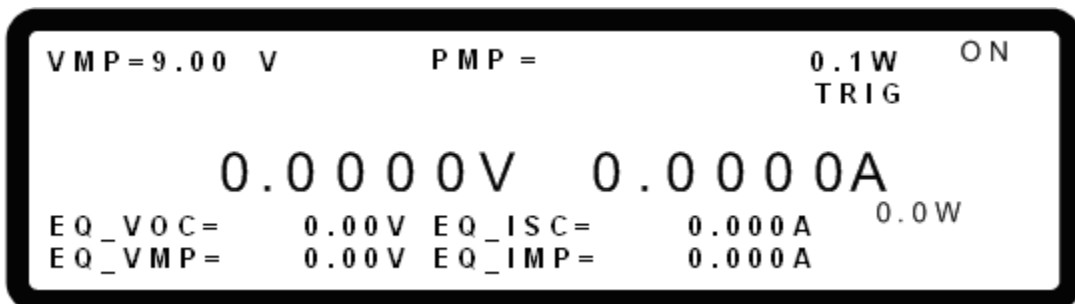 VMP=9.00 V PMP = 0.1W ON
TRIG
0.0000V 0.0000A
0.0W
EQ_VOC= 0.00V EQ_ISC= 0.000A
EQ_VMP= 0.00V EQ_IMP= 0.000A